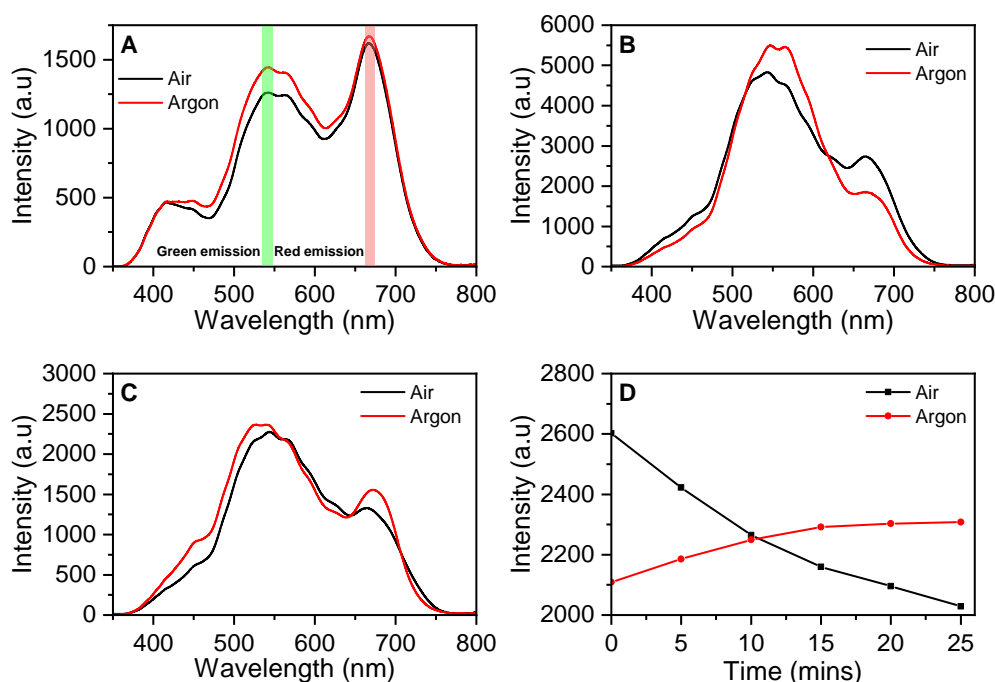 A
Air
Argon
Green emission
Red emission
Intensity (a.u)
0
500
1000
1500
400
500
600
700
800
Wavelength (nm)
B
Air
Argon
Intensity (a.u)
0
1000
2000
3000
4000
5000
6000
400
500
600
700
800
Wavelength (nm)
C
Air
Argon
Intensity (a.u)
0
500
1000
1500
2000
2500
3000
400
500
600
700
800
Wavelength (nm)
D
Air
Argon
Intensity (a.u)
2000
2200
2400
2600
2800
0
5
10
15
20
25
Time (mins)